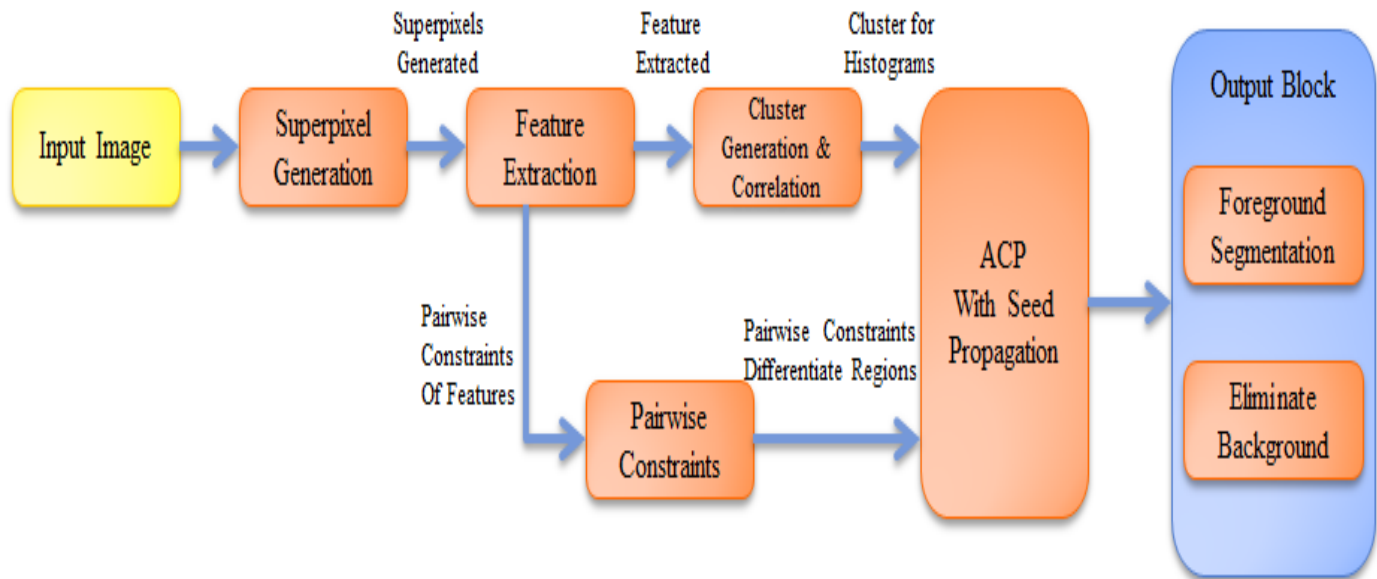 Superpixels
Generated
Feature
Extracted
Cluster for
Histograms
Input Image
Superpixel
Generation
Feature
Extraction
Cluster
Generation &
Correlation
ACP
With Seed
Propagation
Output Block
Foreground
Segmentation
Eliminate
Background
Pairwise
Constraints
Of Features
Pairwise Constraints
Differentiate Regions
Pairwise
Constraints